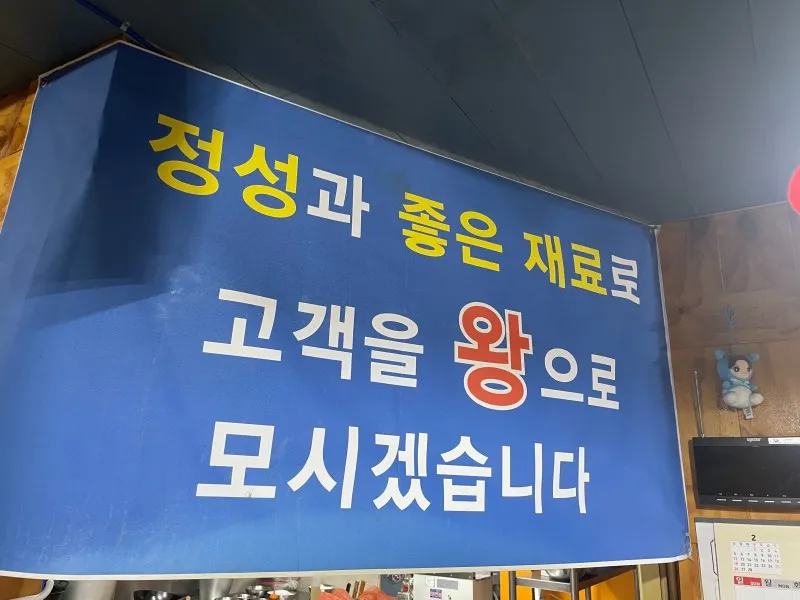 정성과 좋은 재료로
고객을 왕으로
모시겠습니다
2